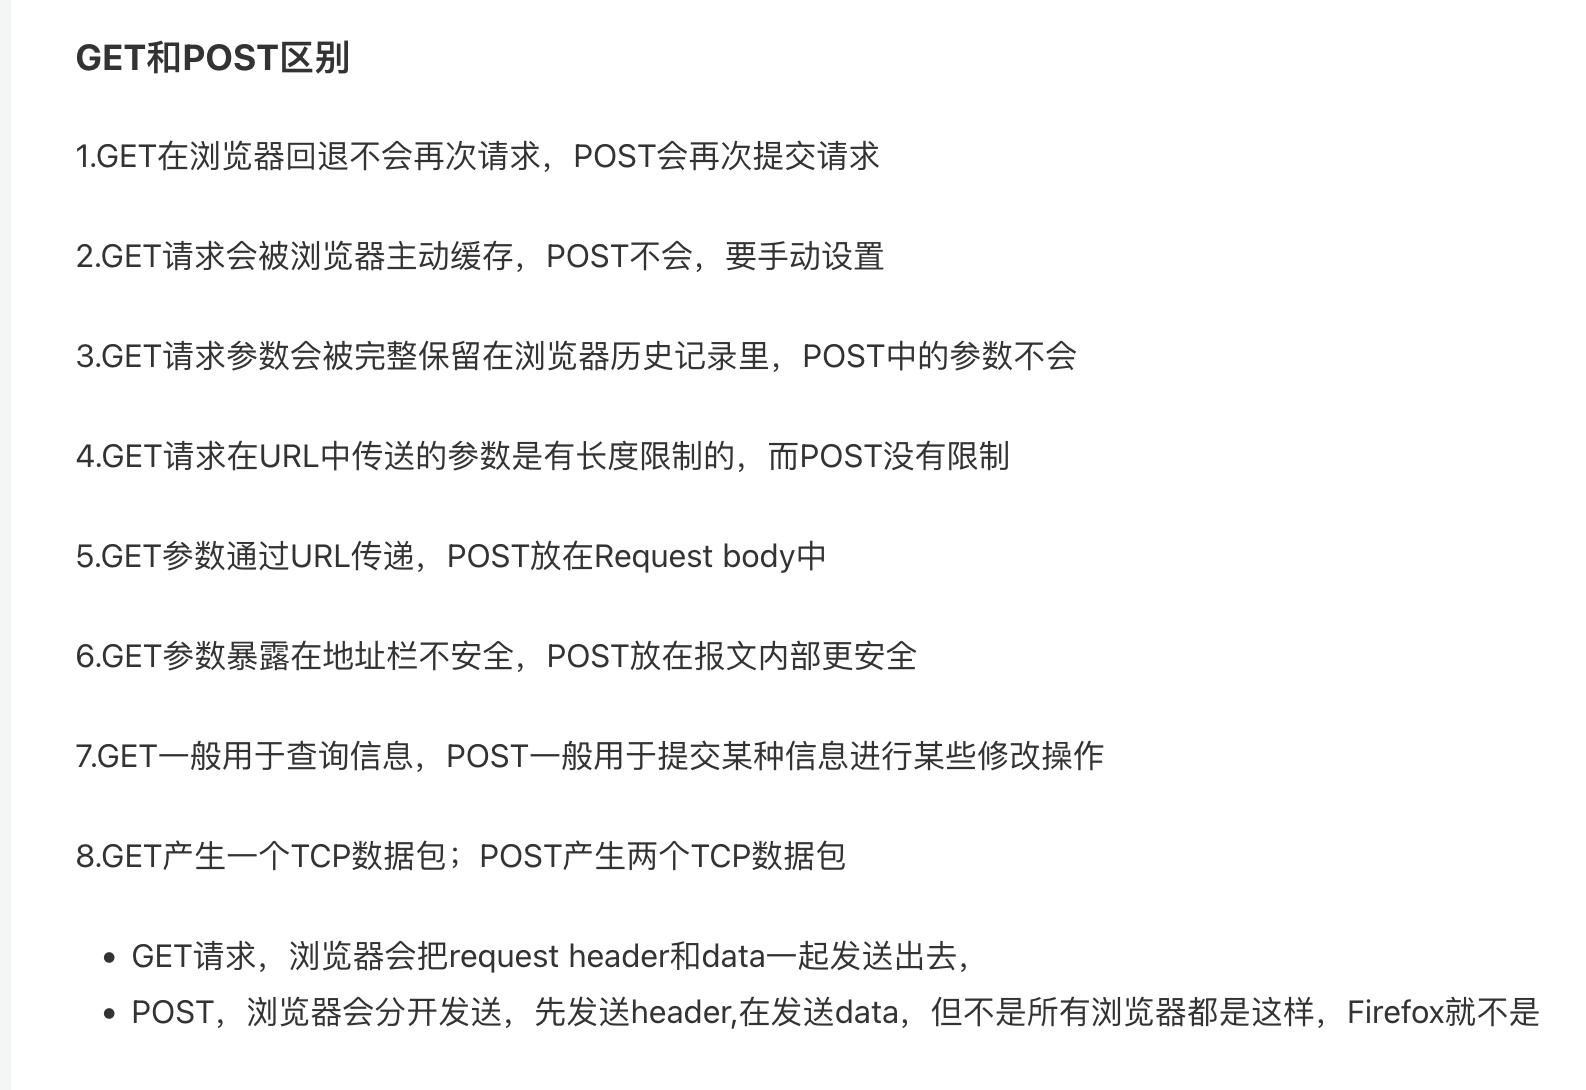 GET和POST区别
1.GET在浏览器回退不会再次请求，POST会再次提交请求
2.GET请求会被浏览器主动缓存，POST不会，要手动设置
3.GET请求参数会被完整保留在浏览器历史记录里，POST中的参数不会
4.GET请求在URL中传送的参数是有长度限制的，而POST没有限制
5.GET参数通过URL传递，POST放在Request body中
6.GET参数暴露在地址栏不安全，POST放在报文内部更安全
7.GET一般用于查询信息，POST一般用于提交某种信息进行某些修改操作
8.GET产生一个TCP数据包；POST产生两个TCP数据包
• GET请求，浏览器会把request header和data一起发送出去，
• POST，浏览器会分开发送，先发送header,在发送data，但不是所有浏览器都是这样，Firefox就不是